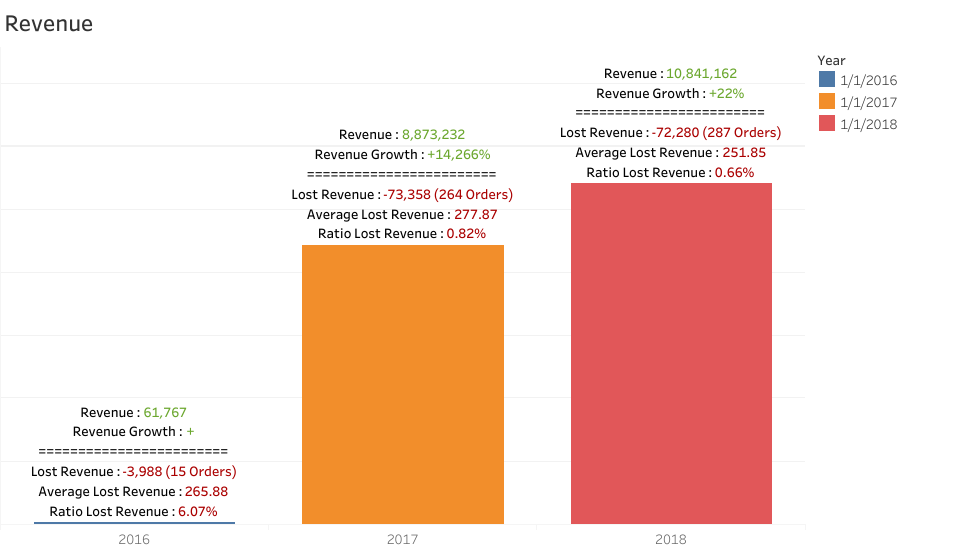 Revenue
Year
1/1/2016
1/1/2017
1/1/2018
Revenue : 10,841,162
Revenue Growth : +22%
========================
Lost Revenue : -72,280 (287 Orders)
Average Lost Revenue : 251.85
Ratio Lost Revenue : 0.66%
Revenue : 8,873,232
Revenue Growth : +14,266%
========================
Lost Revenue : -73,358 (264 Orders)
Average Lost Revenue : 277.87
Ratio Lost Revenue : 0.82%
Revenue : 61,767
Revenue Growth : +
========================
Lost Revenue : -3,988 (15 Orders)
Average Lost Revenue : 265.88
Ratio Lost Revenue : 6.07%
2016
2017
2018